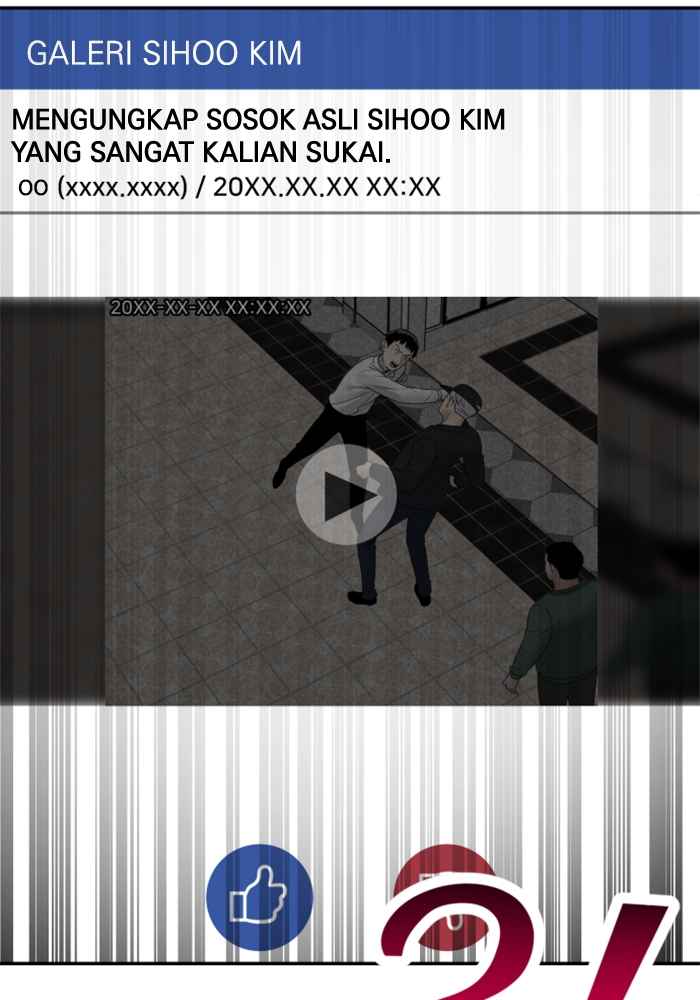 GALERI SIHOO KIM
MENGUNGKAP SOSOK ASLI SIHOO KIM
YANG SANGAT KALIAN SUKAI.
oo (xxxx.xxxx) / 20XX.XX.XX XX:XX
20XX-XX-XX XX:XX:XX
?!